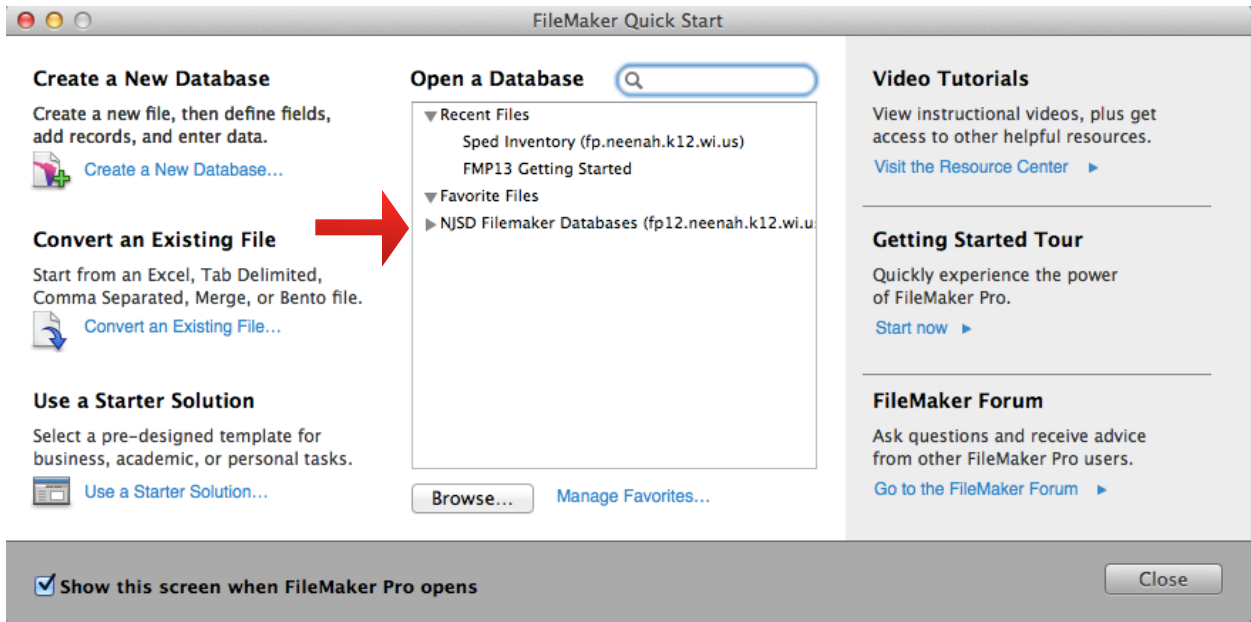 FileMaker Quick Start
Create a New Database
Create a new file, then define fields,
add records, and enter data.
Create a New Database...
Convert an Existing File
Start from an Excel, Tab Delimited,
Comma Separated, Merge, or Bento file.
Convert an Existing File...
Use a Starter Solution
Select a pre-designed template for
business, academic, or personal tasks.
Use a Starter Solution...
Open a Database
Recent Files
Sped Inventory (fp.neenah.k12.wi.us)
FMP13 Getting Started
Favorite Files
NJSD Filemaker Databases (fp12.neenah.k12.wi.u
Browse...
Manage Favorites...
Video Tutorials
View instructional videos, plus get
access to other helpful resources.
Visit the Resource Center
Getting Started Tour
Quickly experience the power
of FileMaker Pro.
Start now
FileMaker Forum
Ask questions and receive advice
from other FileMaker Pro users.
Go to the FileMaker Forum
Show this screen when FileMaker Pro opens
Close